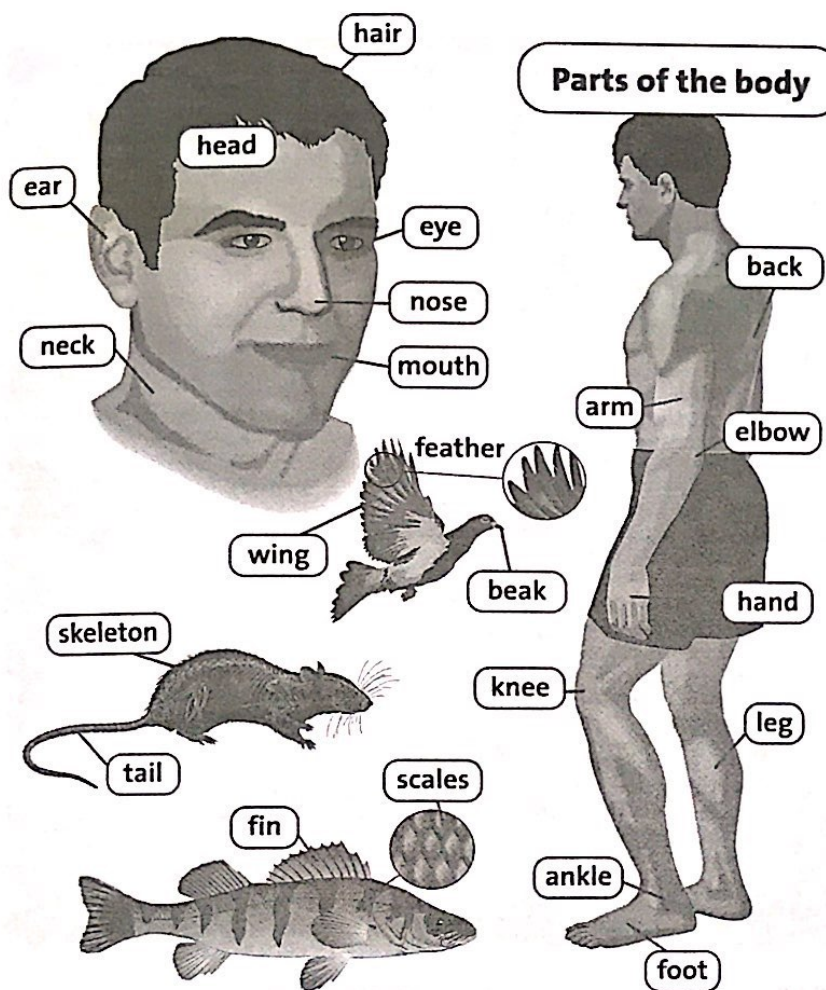 Parts of the body
hair
head
ear
eye
nose
neck
mouth
back
arm
elbow
feather
wing
beak
hand
skeleton
knee
leg
tail
scales
fin
ankle
foot